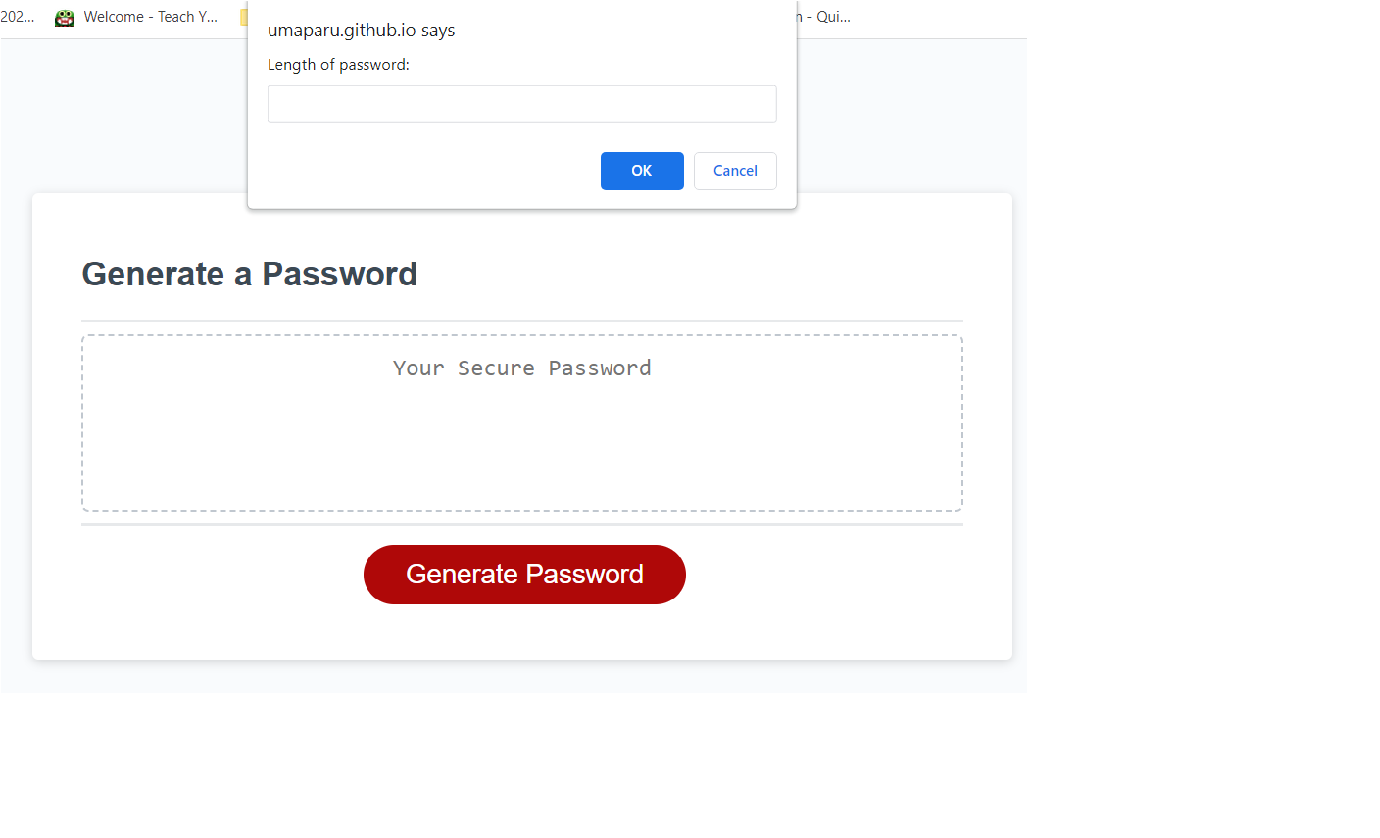 202... Welcome - Teach Y... n - Qui...
umaparu.github.io says
Length of password:
OK Cancel
Generate a Password
Your Secure Password
Generate Password